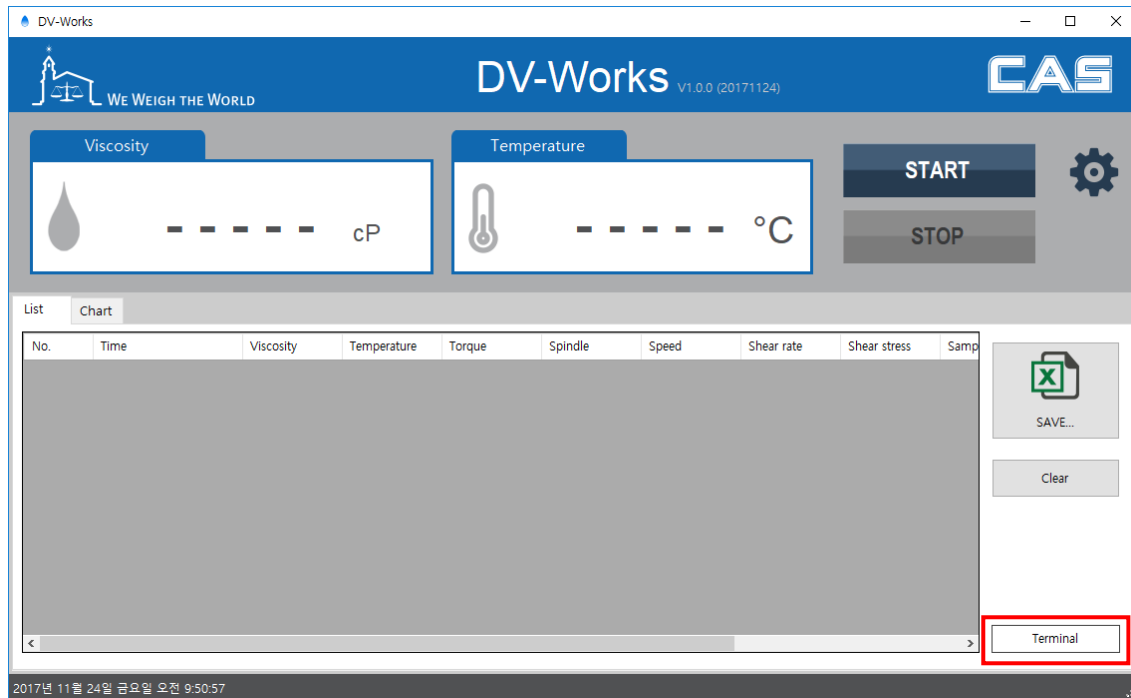 DV-Works
WE WEIGH THE WORLD
DV-Works V1.0.0 (20171124)
CAS
Viscosity
Temperature
----- cP
----- °C
START
STOP
List Chart
No. Time Viscosity Temperature Torque Spindle Speed Shear rate Shear stress Samp
SAVE...
Clear
Terminal
2017년 11월 24일 금요일 오전 9:50:57